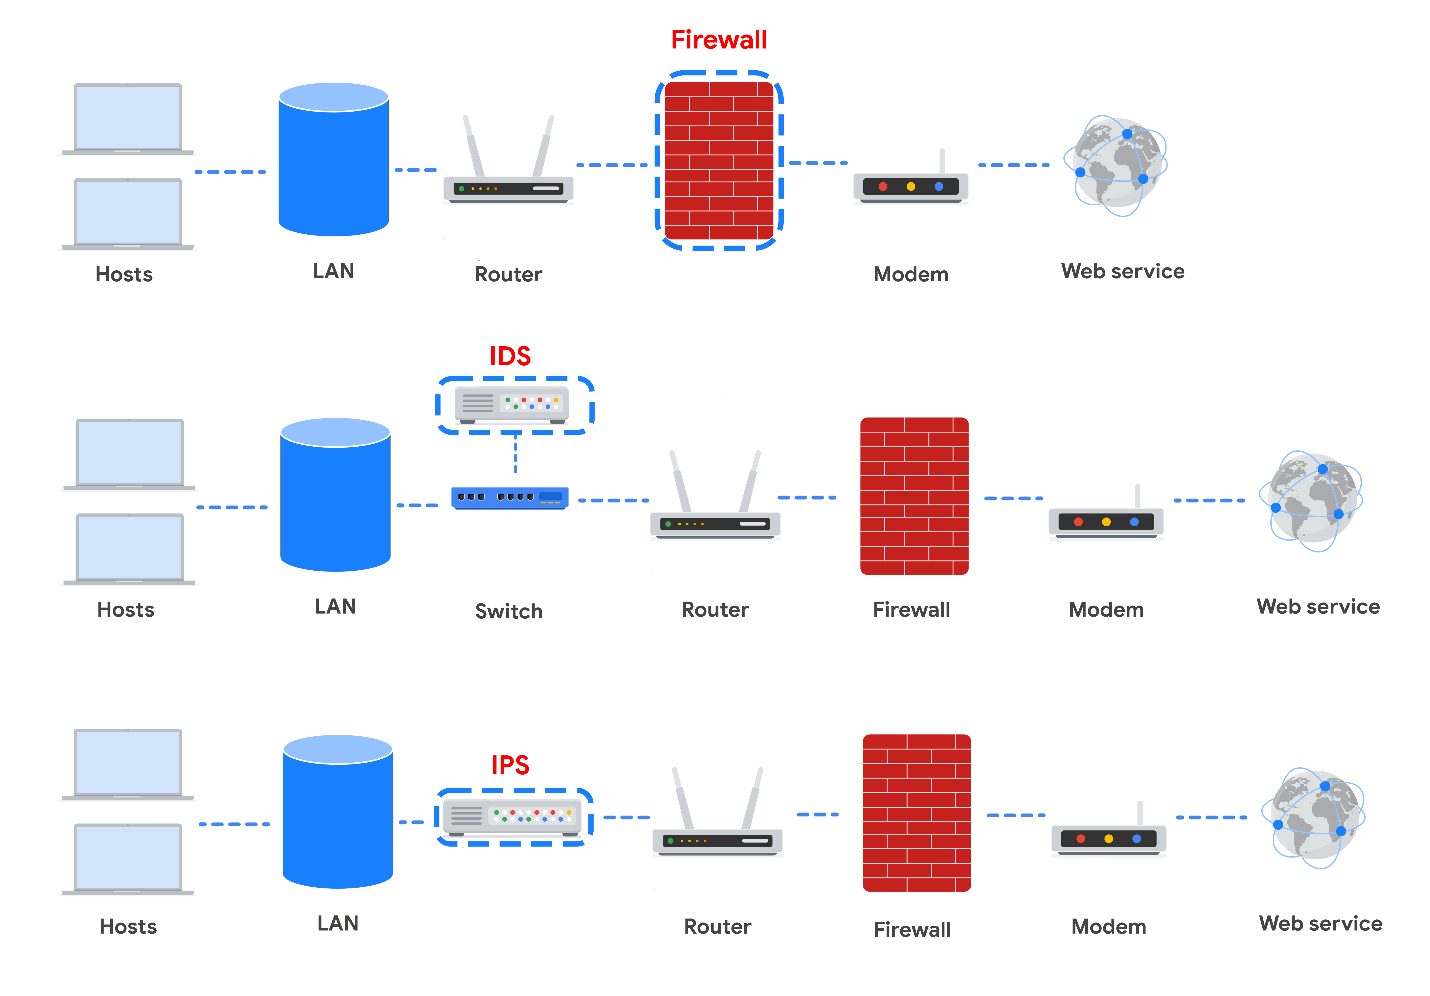 Firewall
Hosts
LAN
Router
Modem
Web service
IDS
Hosts
LAN
Switch
Router
Firewall
Modem
Web service
IPS
Hosts
LAN
Router
Firewall
Modem
Web service